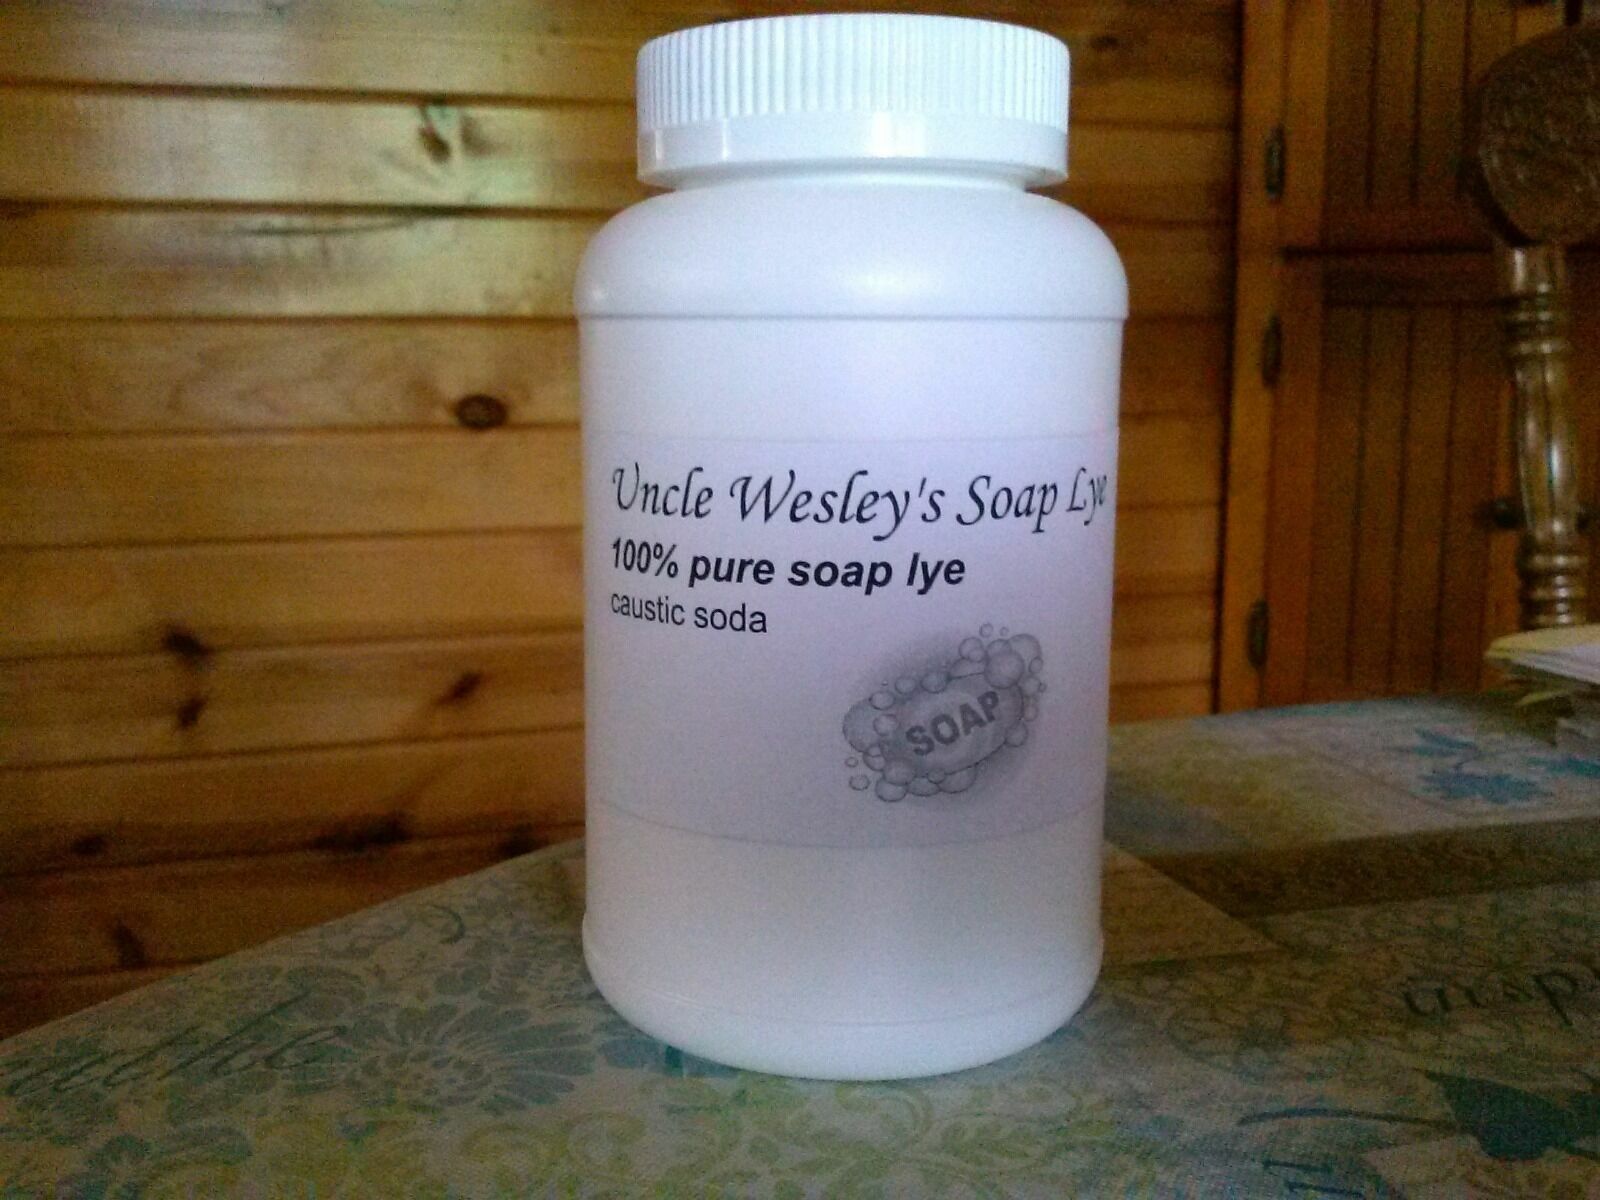 Uncle Wesley's Soap Lye
100% pure soap lye
caustic soda
SOAP